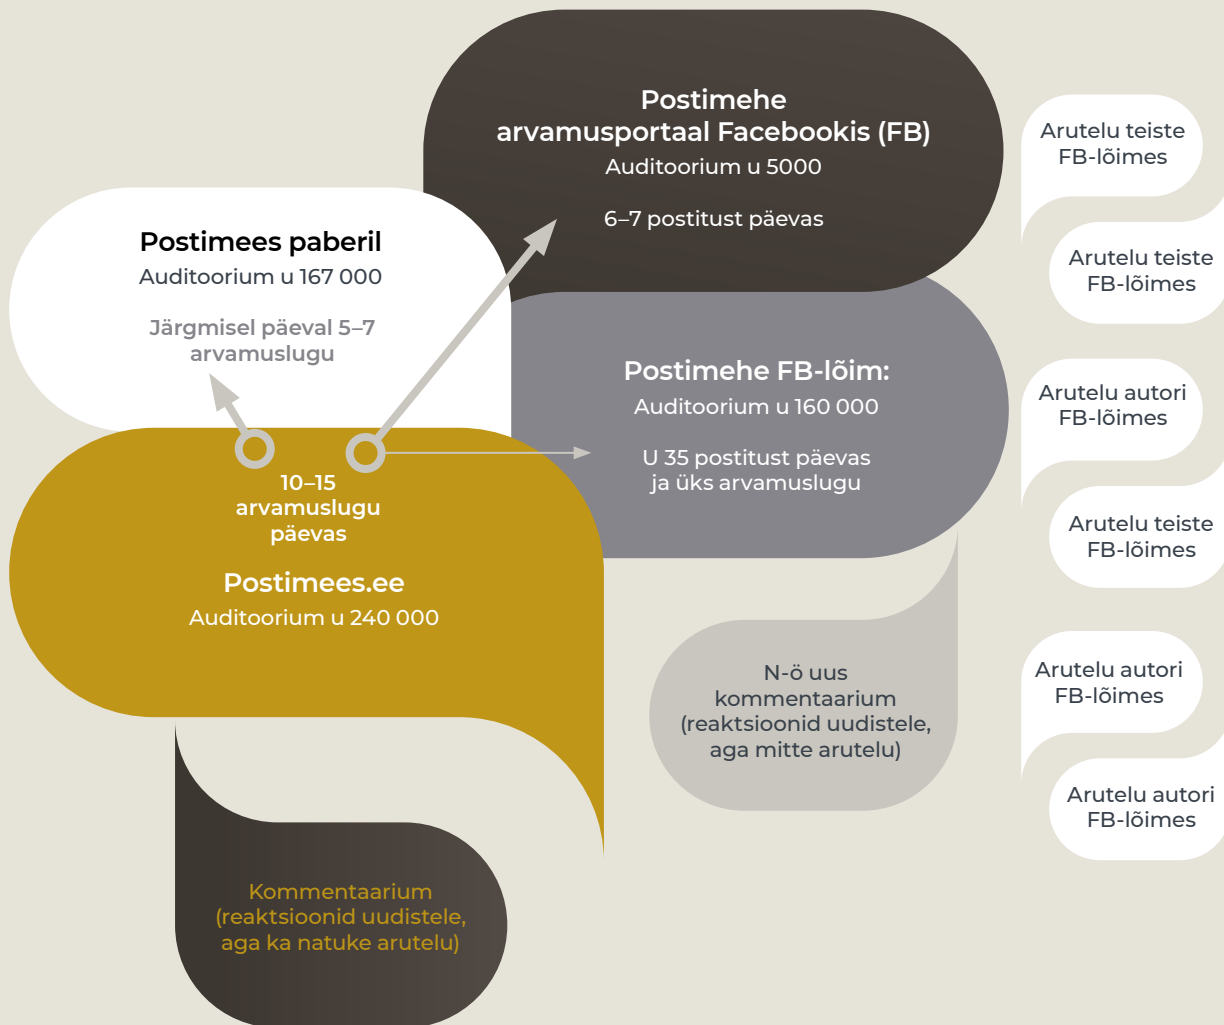 Postimehe
arvamusportaal Facebookis (FB)
Auditoorium u 5000
6–7 postitust päevas
Postimees paberil
Auditoorium u 167 000
Järgmisel päeval 5–7
arvamuslugu
Postimehe FB-lõim:
Auditoorium u 160 000
U 35 postitust päevas
ja üks arvamuslugu
10–15
arvamuslugu
päevas
Postimees.ee
Auditoorium u 240 000
N-ö uus
kommentaarium
(reaktsioonid uudistele,
aga mitte arutelu)
Kommentaarium
(reaktsioonid uudistele,
aga ka natuke arutelu)
Arutelu teiste
FB-lõimes
Arutelu teiste
FB-lõimes
Arutelu autori
FB-lõimes
Arutelu teiste
FB-lõimes
Arutelu autori
FB-lõimes
Arutelu autori
FB-lõimes